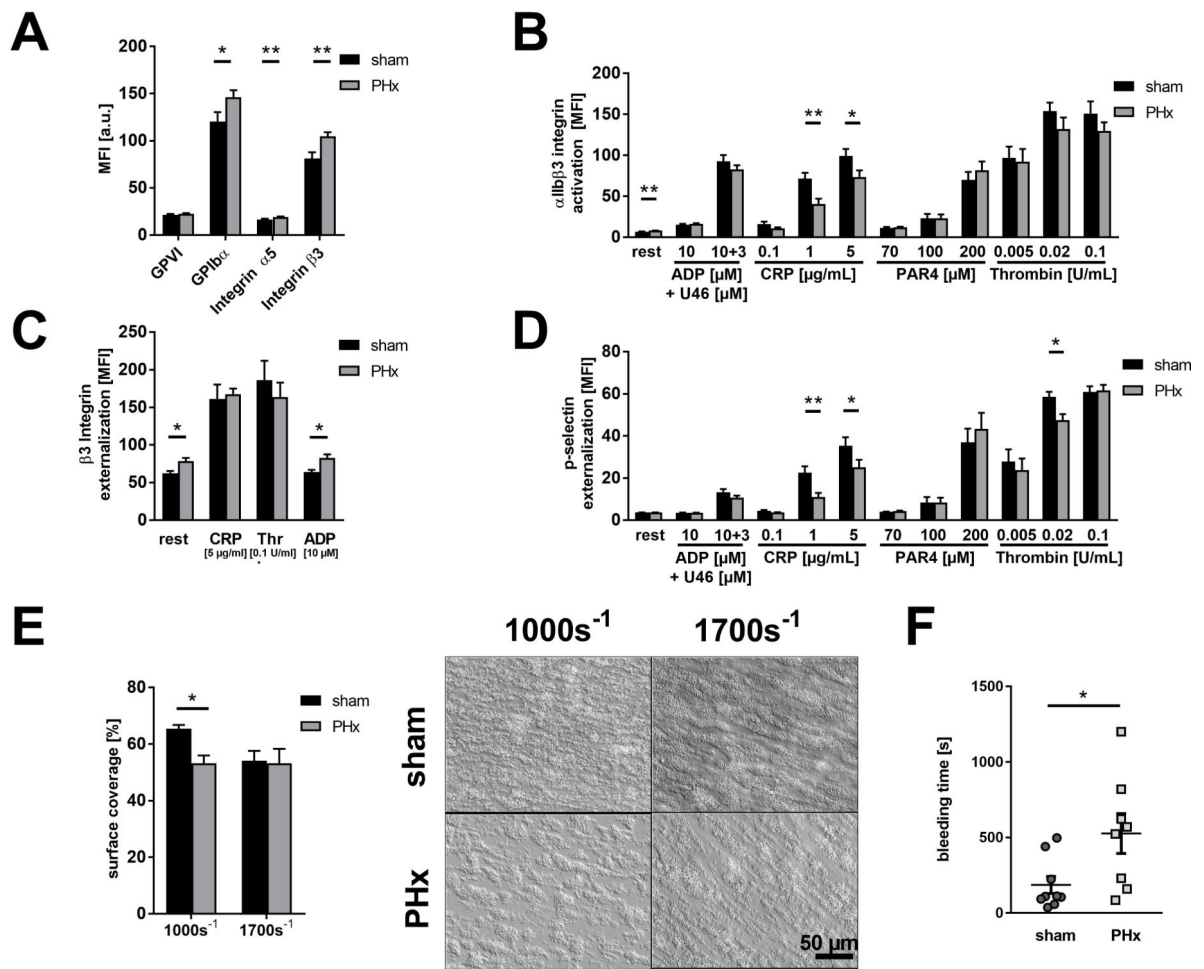 A
200
150
100
50
0
MFI [a.u.]
* ** **
sham
PHx
GPVI
GPIbα
Integrin α5
Integrin β3
B
200
150
100
50
0
αIIbβ3 integrin
activation [MFI]
** ** *
sham
PHx
rest 10 10+3 0.1 1 5 70 100 200 0.005 0.02 0.1
ADP [µM] CRP [µg/mL] PAR4 [µM] Thrombin [U/mL]
+ U46 [µM]
C
250
200
150
100
50
0
β3 Integrin
externalization [MFI]
* *
sham
PHx
rest CRP Thr ADP
[5 µg/ml] [0.1 U/ml] [10 µM]
D
80
60
40
20
0
p-selectin
externalization [MFI]
** * *
sham
PHx
rest 10 10+3 0.1 1 5 70 100 200 0.005 0.02 0.1
ADP [µM] CRP [µg/mL] PAR4 [µM] Thrombin [U/mL]
+ U46 [µM]
E
80
60
40
20
0
surface coverage [%]
*
sham
PHx
1000s⁻¹ 1700s⁻¹
1000s⁻¹ 1700s⁻¹
sham
PHx
50 µm
F
1500
1000
500
0
bleeding time [s]
*
sham PHx